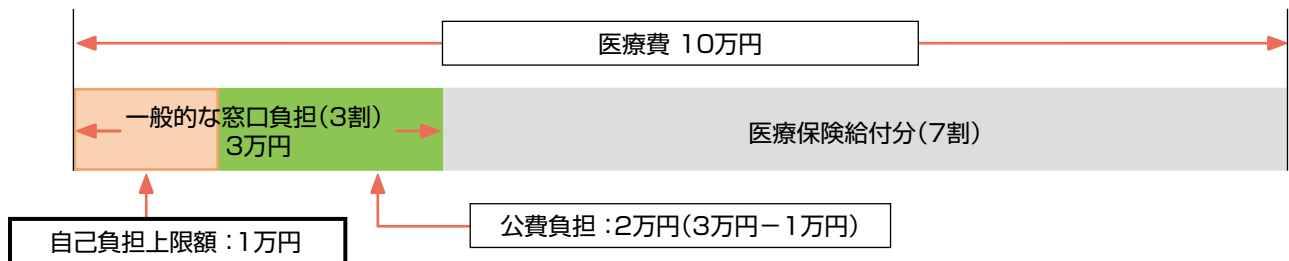 医療費 10万円
一般的な窓口負担(3割)
3万円
医療保険給付分(7割)
公費負担:2万円(3万円−1万円)
自己負担上限額:1万円